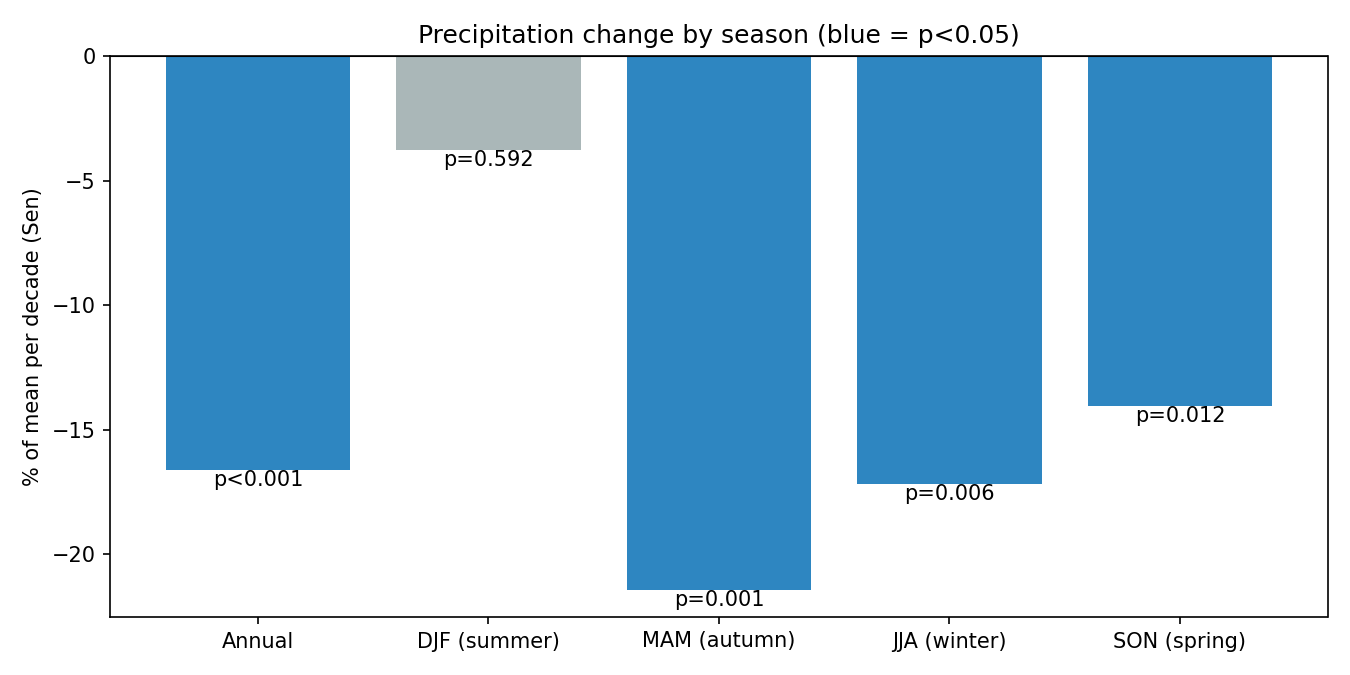 Precipitation change by season (blue = p<0.05)
% of mean per decade (Sen)
0
−5
−10
−15
−20
p<0.001
p=0.592
p=0.001
p=0.006
p=0.012
Annual
DJF (summer)
MAM (autumn)
JJA (winter)
SON (spring)